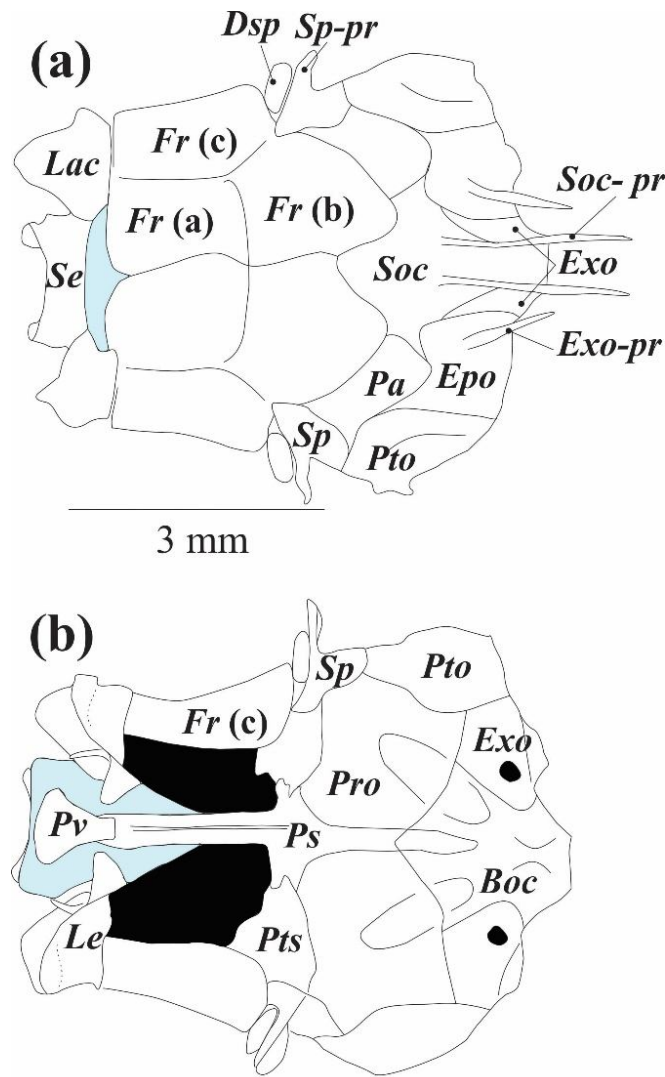 (a)
Dsp Sp-pr
Lac
Fr (c)
Soc- pr
Fr (a)
Fr (b)
Se
Soc
Exo
Exo-pr
Pa
Epo
Sp
Pto
3 mm
(b)
Sp
Pto
Fr (c)
Exo
Pro
Pv
Ps
Boc
Le
Pts